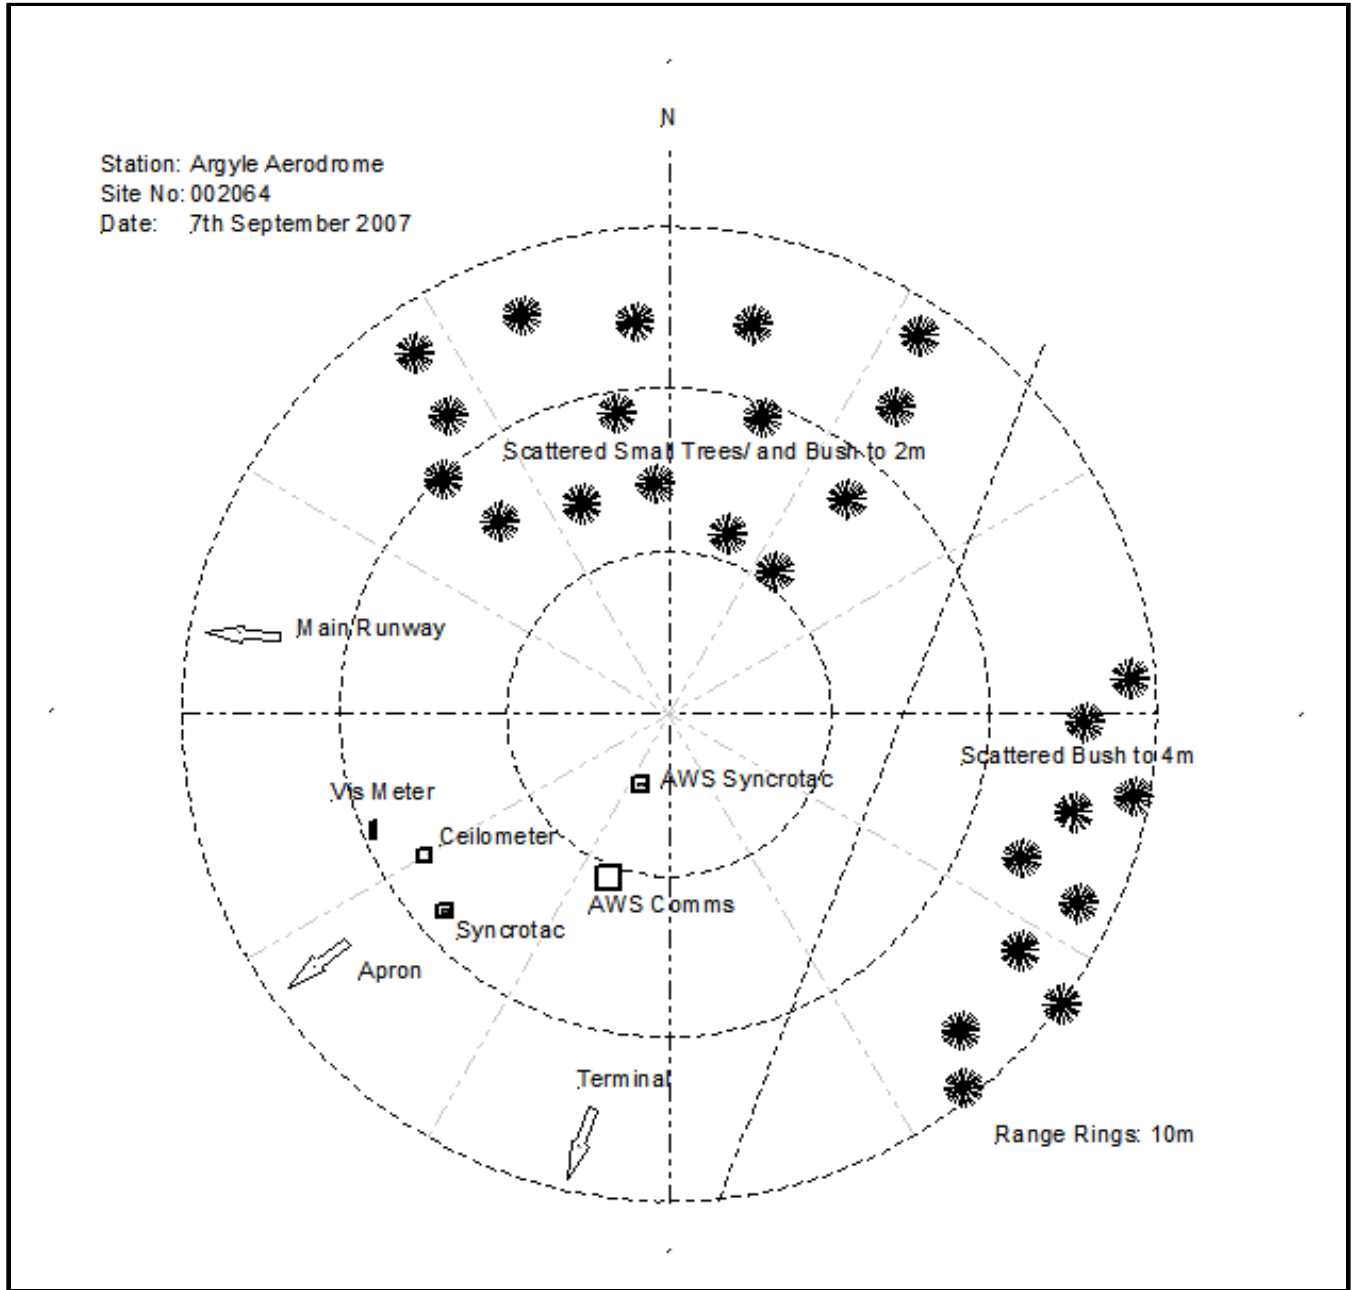 N
Station: Argyle Aerodrome
Site No: 002064
Date: 7th September 2007
Scattered Small Trees/ and Bush to 2m
Main Runway
Scattered Bush to 4m
AWS Syncrotac
Vis Meter
Ceilometer
AWS Comms
Syncrotac
Apron
Terminal
Range Rings: 10m